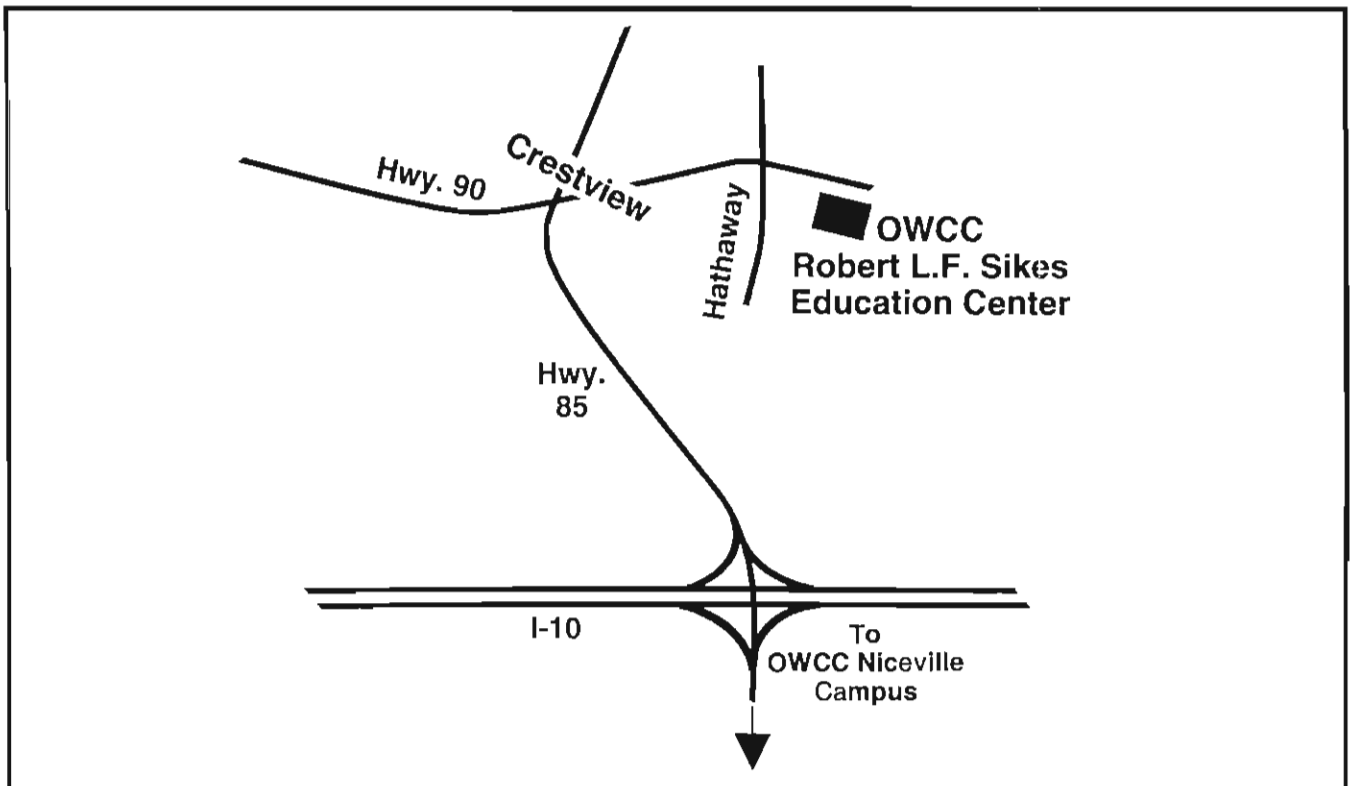 Crestview
Hwy. 90
Hathaway
OWCC
Robert L.F. Sikes
Education Center
Hwy.
85
I-10
To
OWCC Niceville
Campus